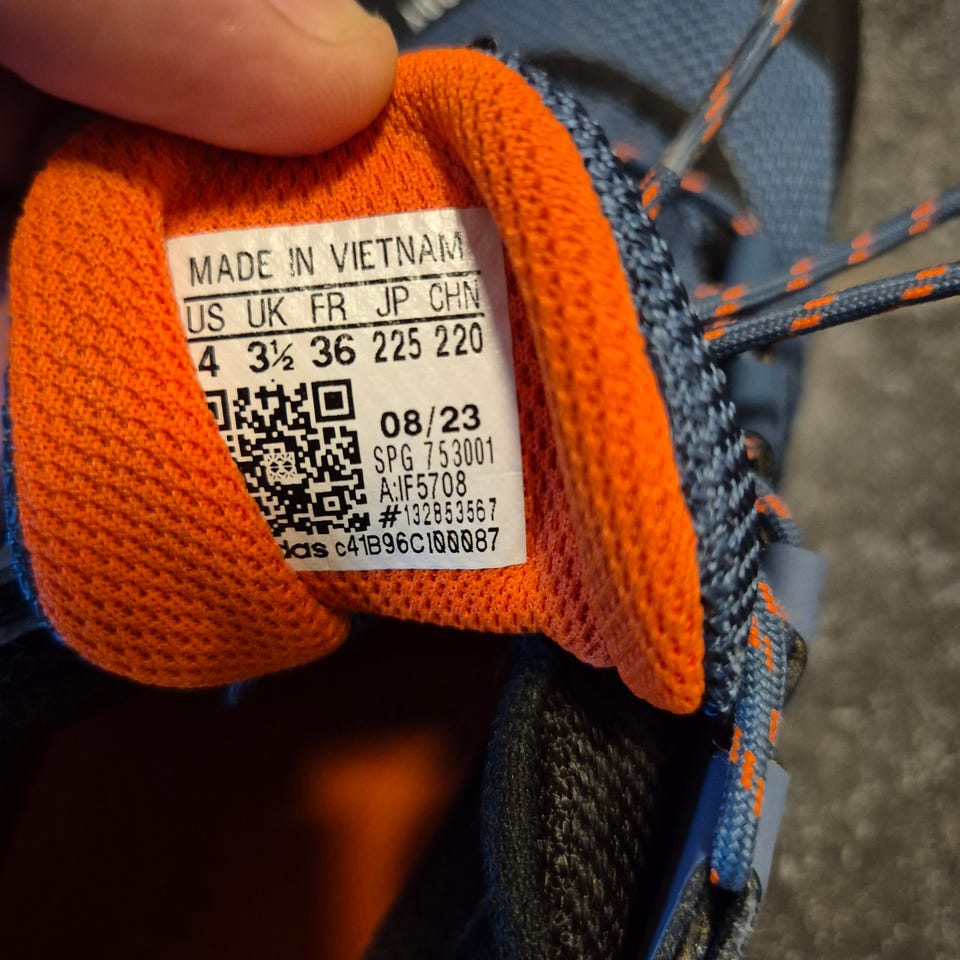 MADE IN VIETNAM
US UK FR JP CHN
4 3½ 36 225 220
08/23
SPG 753001
A:IF5708
#132853567
das c41B96CI00087